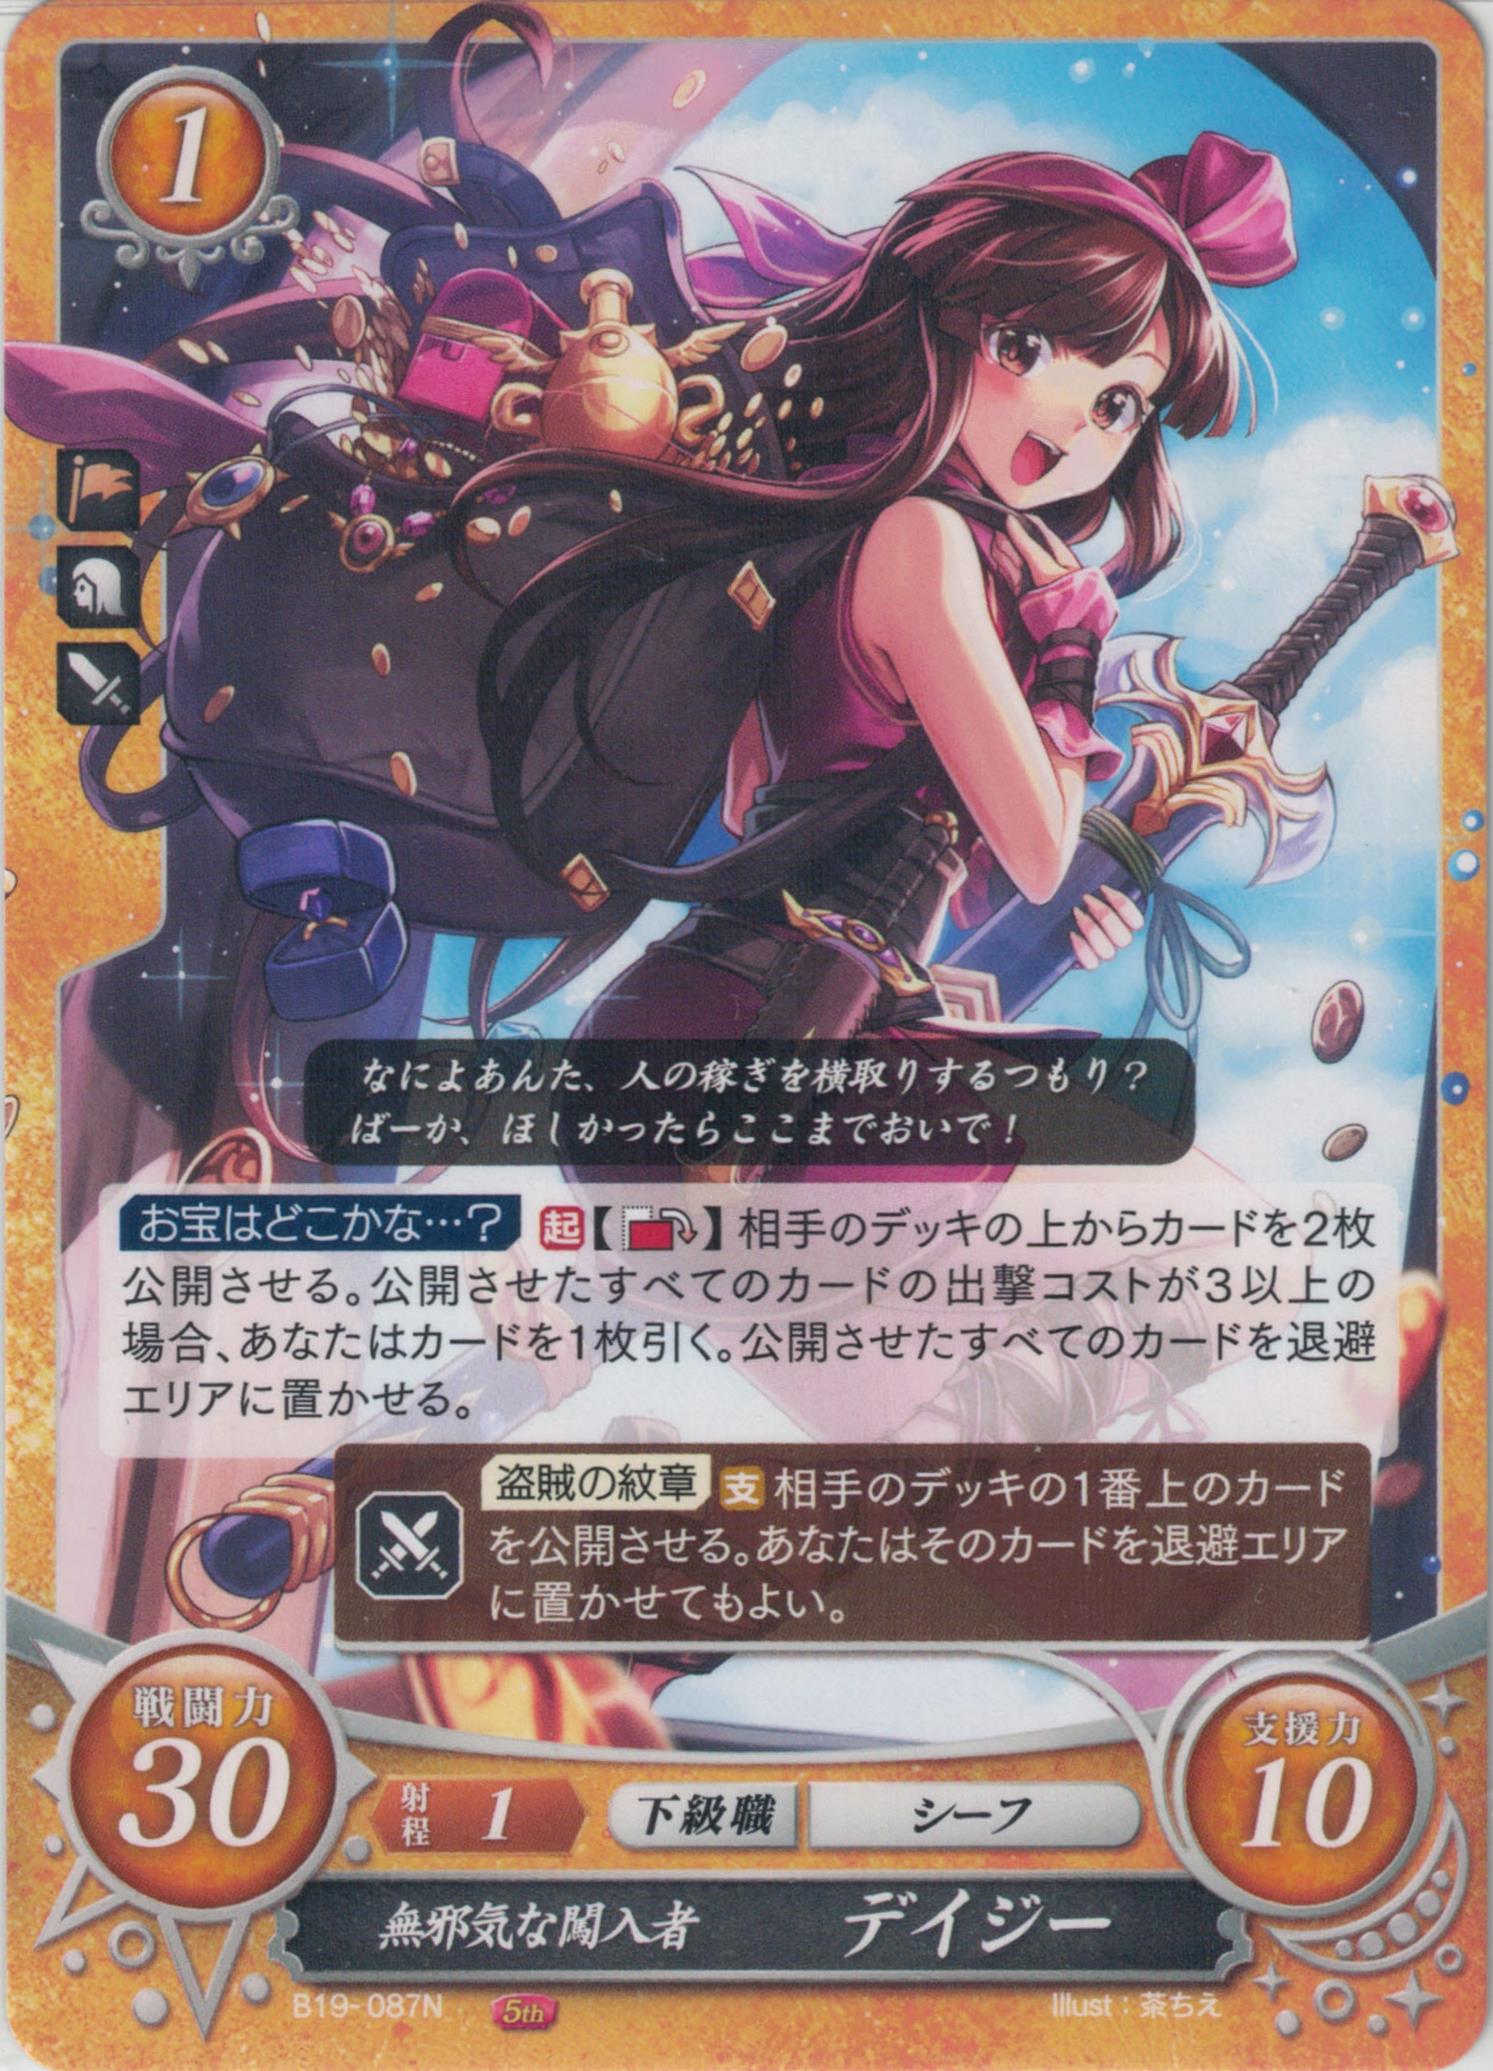 1
なによあんた、人の稼ぎを横取りするつもり？
ばーか、ほしかったらここまでおいで！
お宝はどこかな…？ 起【】相手のデッキの上からカードを2枚
公開させる。公開させたすべてのカードの出撃コストが3以上の
場合、あなたはカードを1枚引く。公開させたすべてのカードを退避
エリアに置かせる。
盗賊の紋章 支 相手のデッキの1番上のカード
を公開させる。あなたはそのカードを退避エリア
に置かせてもよい。
戦闘力
30
射程 1
下級職
シーフ
支援力
10
無邪気な闖入者 デイジー
B19-087N 5th Illust：茶ちえ